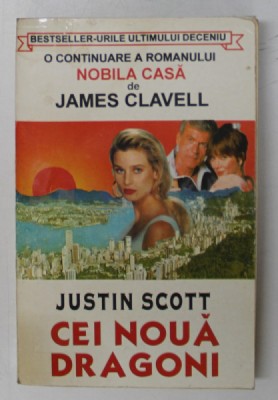 BESTSELLER-URILE ULTIMULUI DECENIU
O CONTINUARE A ROMANULUI
NOBILA CASĂ
de
JAMES CLAVELL
JUSTIN SCOTT
CEI NOUĂ
DRAGONI